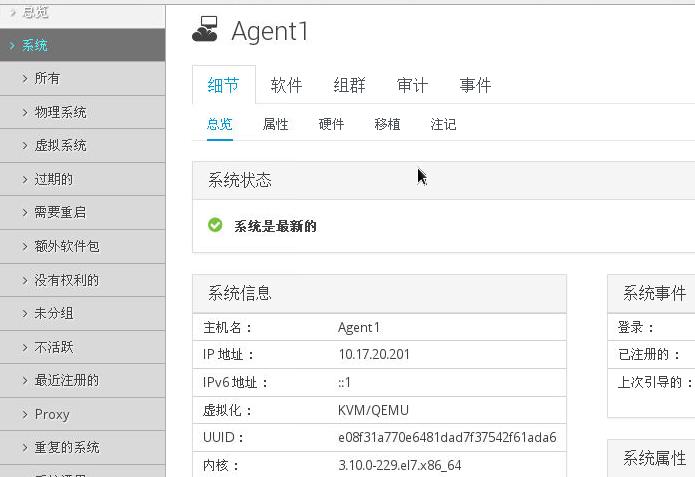 总览
系统
所有
物理系统
虚拟系统
过期的
需要重启
额外软件包
没有权利的
未分组
不活跃
最近注册的
Proxy
重复的系统
Agent1
细节 软件 组群 审计 事件
总览 属性 硬件 移植 注记
系统状态
系统是最新的
系统信息
主机名： Agent1
IP 地址： 10.17.20.201
IPv6 地址： ::1
虚拟化： KVM/QEMU
UUID： e08f31a770e6481dad7f37542f61ada6
内核： 3.10.0-229.el7.x86_64
系统事件
登录：
已注册的：
上次引导的：
系统属性